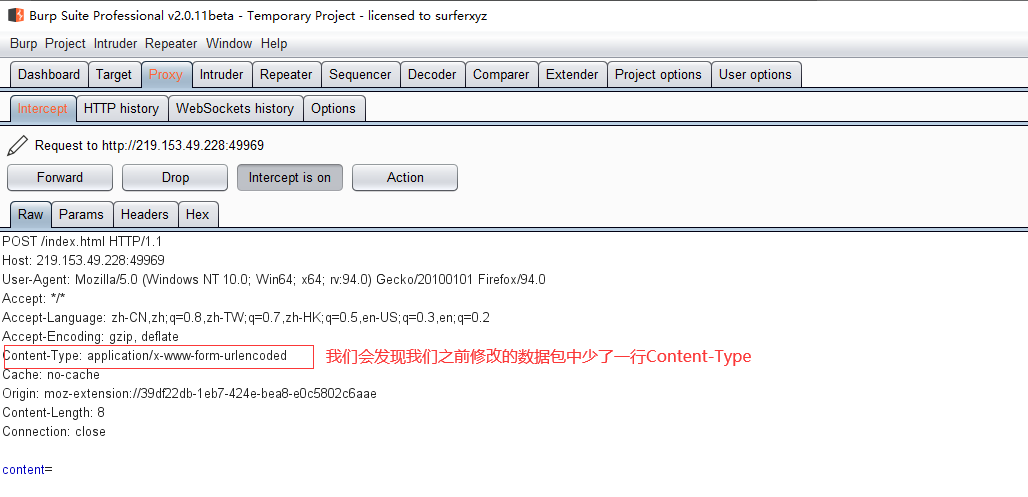 Burp Suite Professional v2.0.11beta - Temporary Project - licensed to surferxyz
Burp Project Intruder Repeater Window Help
Dashboard Target Proxy Intruder Repeater Sequencer Decoder Comparer Extender Project options User options
Intercept HTTP history WebSockets history Options
Request to http://219.153.49.228:49969
Forward Drop Intercept is on Action
Raw Params Headers Hex
POST /index.html HTTP/1.1
Host: 219.153.49.228:49969
User-Agent: Mozilla/5.0 (Windows NT 10.0; Win64; x64; rv:94.0) Gecko/20100101 Firefox/94.0
Accept: */*
Accept-Language: zh-CN,zh;q=0.8,zh-TW;q=0.7,zh-HK;q=0.5,en-US;q=0.3,en;q=0.2
Accept-Encoding: gzip, deflate
Content-Type: application/x-www-form-urlencoded 我们会发现我们之前修改的数据包中少了一行Content-Type
Cache: no-cache
Origin: moz-extension://39df22db-1eb7-424e-bea8-e0c5802c6aae
Content-Length: 8
Connection: close
content=